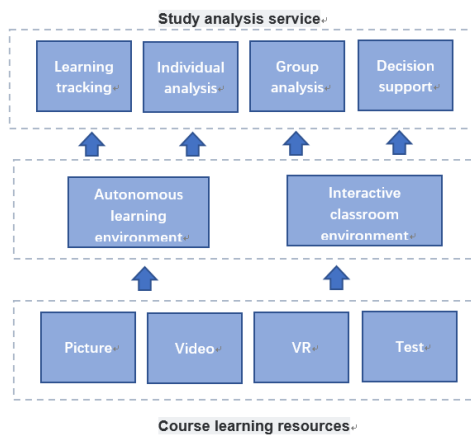 Study analysis service
Learning tracking
Individual analysis
Group analysis
Decision support
Autonomous learning environment
Interactive classroom environment
Picture
Video
VR
Test
Course learning resources